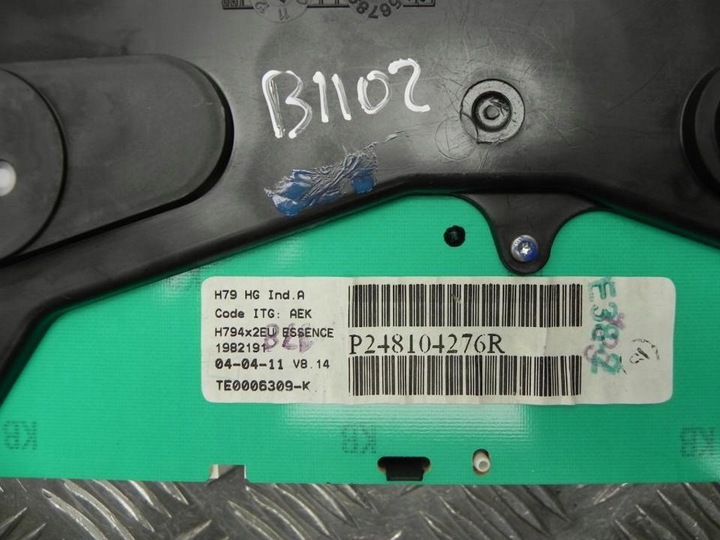 B1102
H79 HG Ind.A
Code ITG: AEK
H794x2EU ESSENCE
1982191
04-04-11 V8.14
TE0006309-K
P248104276R
KB
KB
KB